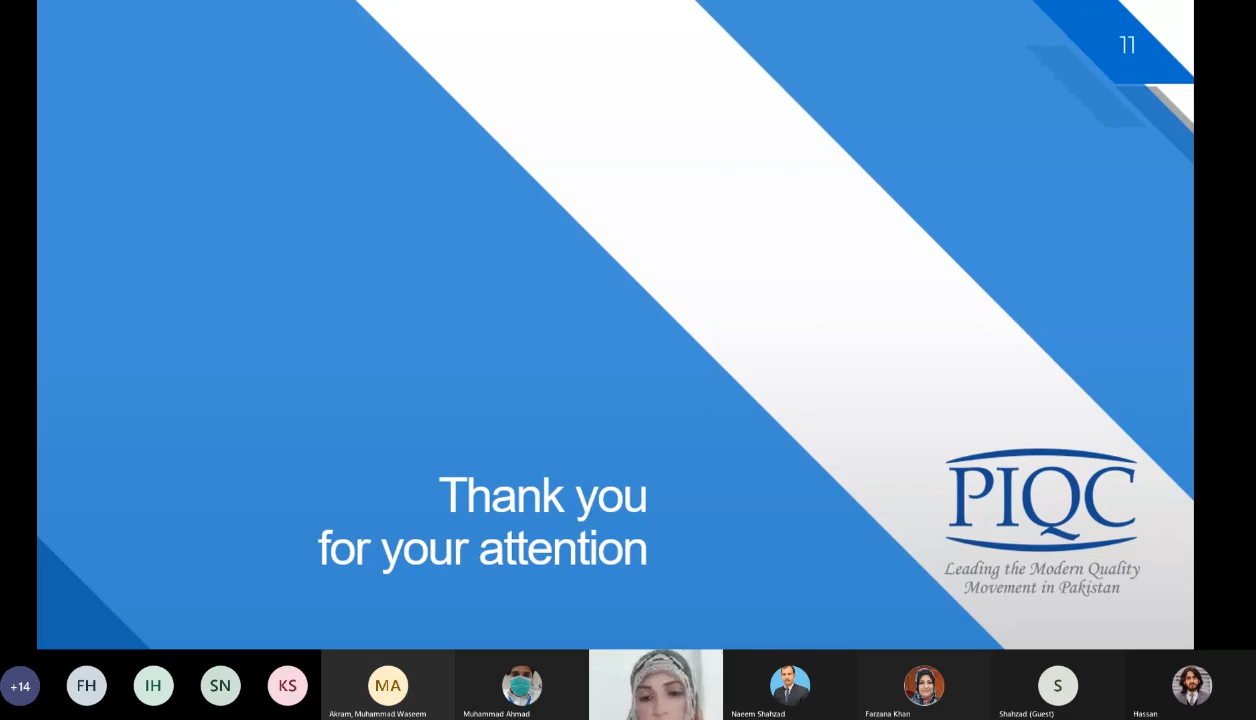 11
Thank you
for your attention
PIQC
Leading the Modern Quality
Movement in Pakistan
+14
FH
IH
SN
KS
MA
Akram, Muhammad Waseem
Muhammad Ahmad
Naeem Shahzad
Farzana Khan
S
Shahzad (Guest)
Hassan